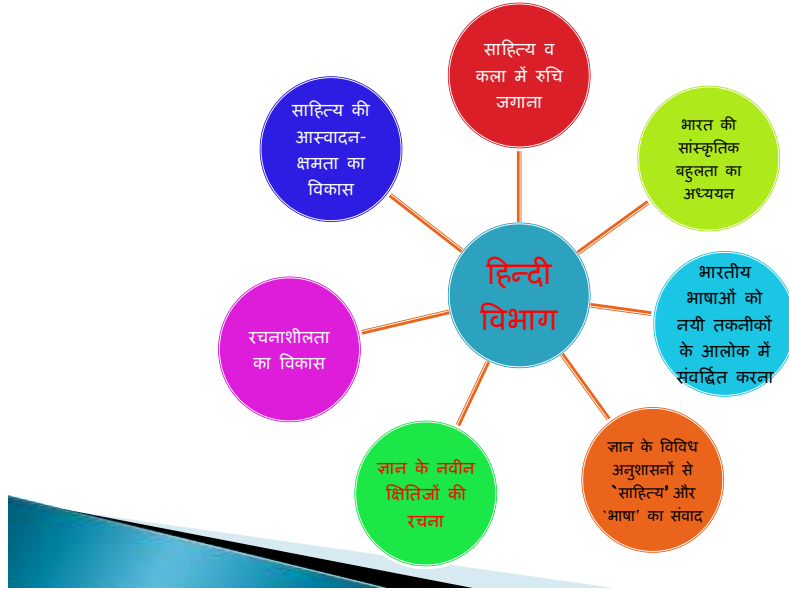 साहित्य व
कला में रुचि
जगाना
भारत की
सांस्कृतिक
बहुलता का
अध्ययन
भारतीय
भाषाओं को
नयी तकनीकों
के आलोक में
संवर्द्धित करना
ज्ञान के विविध
अनुशासनों से
`साहित्य' और
`भाषा' का संवाद
ज्ञान के नवीन
क्षितिजों की
रचना
रचनाशीलता
का विकास
साहित्य की
आस्वादन-
क्षमता का
विकास
हिन्दी
विभाग